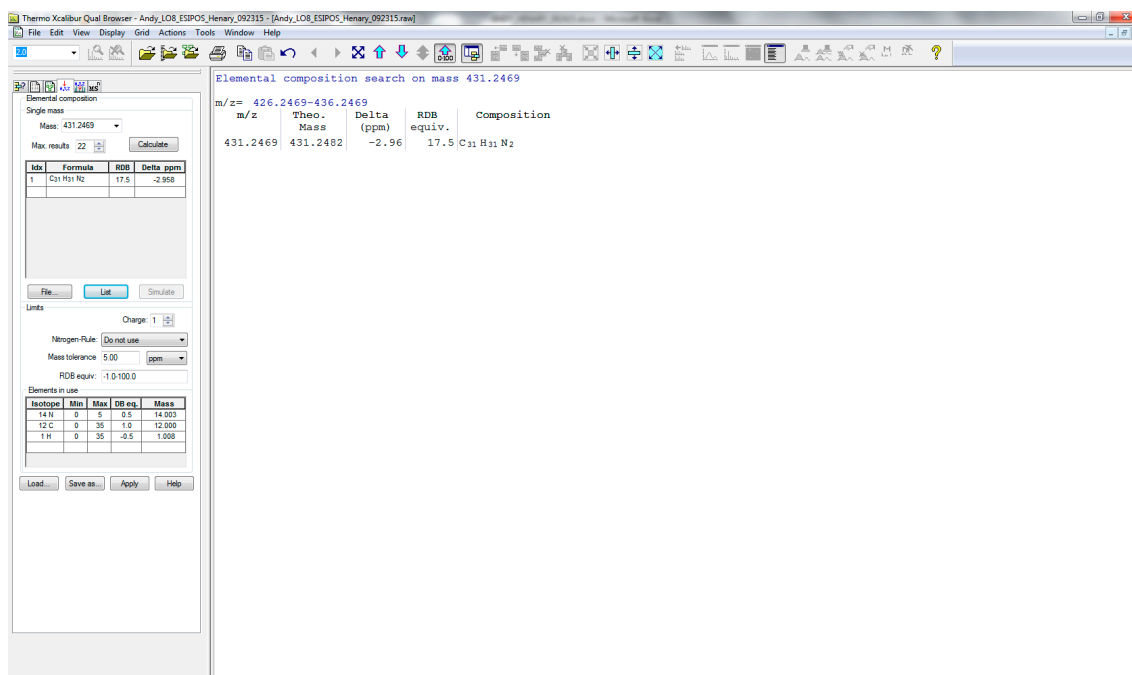 Thermo Xcalibur Qual Browser - Andy_LO8_ESIPOS_Henary_092315 - [Andy_LO8_ESIPOS_Henary_092315.raw]
File Edit View Display Grid Actions Tools Window Help
2.0
Elemental composition
Single mass
Mass: 431.2469
Max. results 22 Calculate
Idx Formula RDB Delta ppm
1 C31 H31 N2 17.5 -2.958
File... List Simulate
Limits
Charge: 1
Nitrogen-Rule: Do not use
Mass tolerance 5.00 ppm
RDB equiv: -1.0-100.0
Elements in use
Isotope Min Max DB eq. Mass
14 N 0 5 0.5 14.003
12 C 0 35 1.0 12.000
1 H 0 35 -0.5 1.008
Load... Save as... Apply Help
Elemental composition search on mass 431.2469
m/z= 426.2469-436.2469
m/z Theo. Delta RDB Composition
Mass (ppm) equiv.
431.2469 431.2482 -2.96 17.5 C31 H31 N2